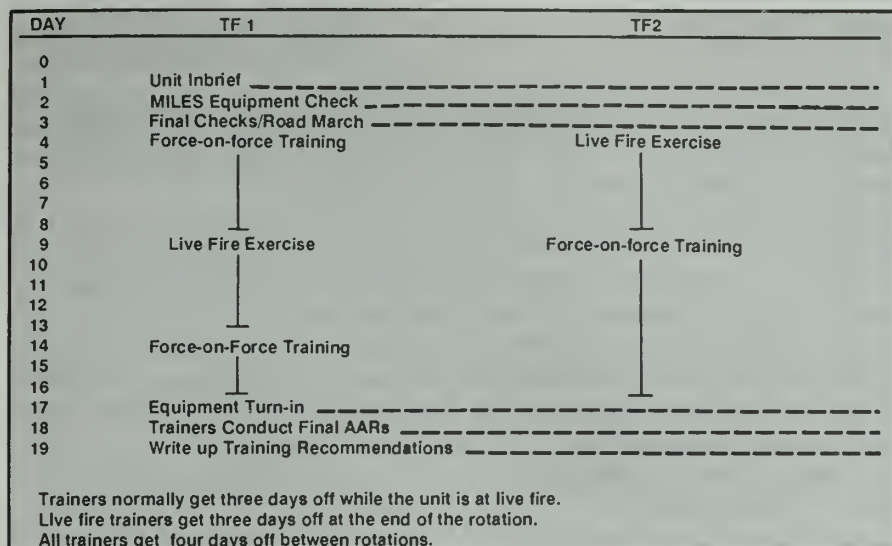 DAY TF 1 TF2
0
1 Unit Inbrief
2 MILES Equipment Check
3 Final Checks/Road March
4 Force-on-force Training Live Fire Exercise
5
6
7
8
9 Live Fire Exercise Force-on-force Training
10
11
12
13
14 Force-on-Force Training
15
16
17 Equipment Turn-in
18 Trainers Conduct Final AARs
19 Write up Training Recommendations
Trainers normally get three days off while the unit is at live fire.
Live fire trainers get three days off at the end of the rotation.
All trainers get four days off between rotations.